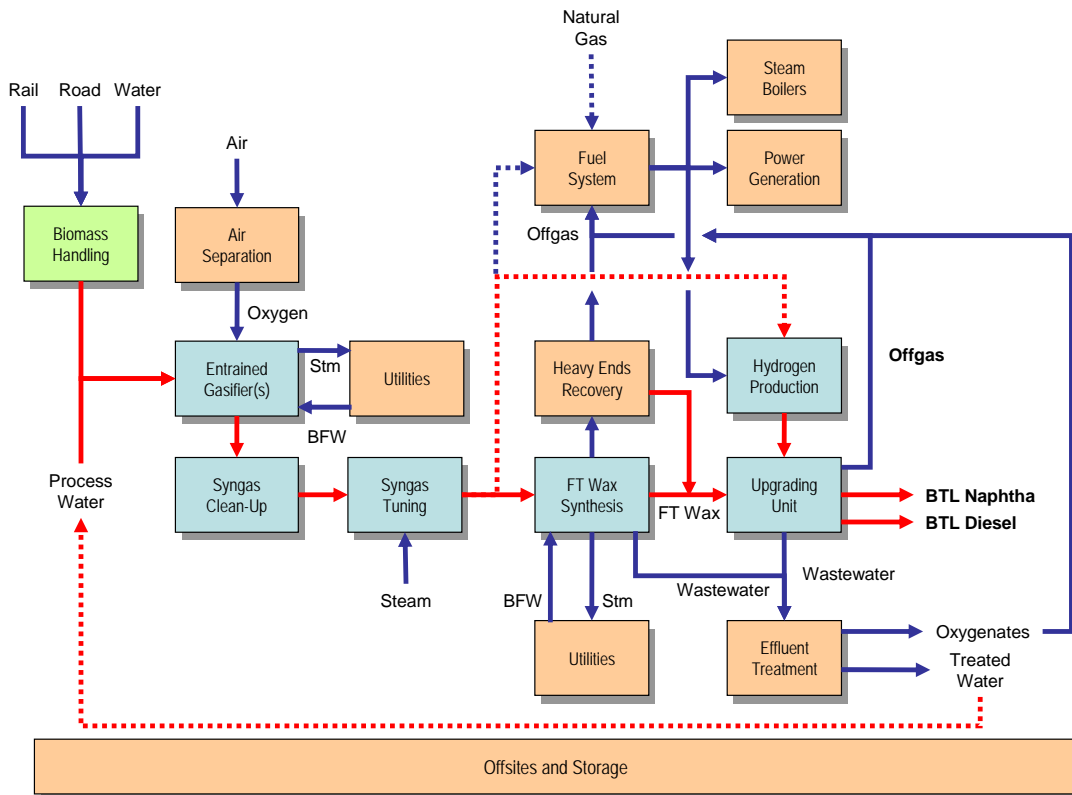 Natural
Gas
Steam
Boilers
Rail
Road
Water
Air
Fuel
System
Power
Generation
Biomass
Handling
Air
Separation
Offgas
Oxygen
Entrained
Gasifier(s)
Stm
BFW
Utilities
Heavy Ends
Recovery
Hydrogen
Production
Offgas
Process
Water
Syngas
Clean-Up
Syngas
Tuning
FT Wax
Synthesis
FT Wax
Upgrading
Unit
BTL Naphtha
BTL Diesel
Steam
BFW
Stm
Wastewater
Wastewater
Utilities
Effluent
Treatment
Oxygenates
Treated
Water
Offsites and Storage